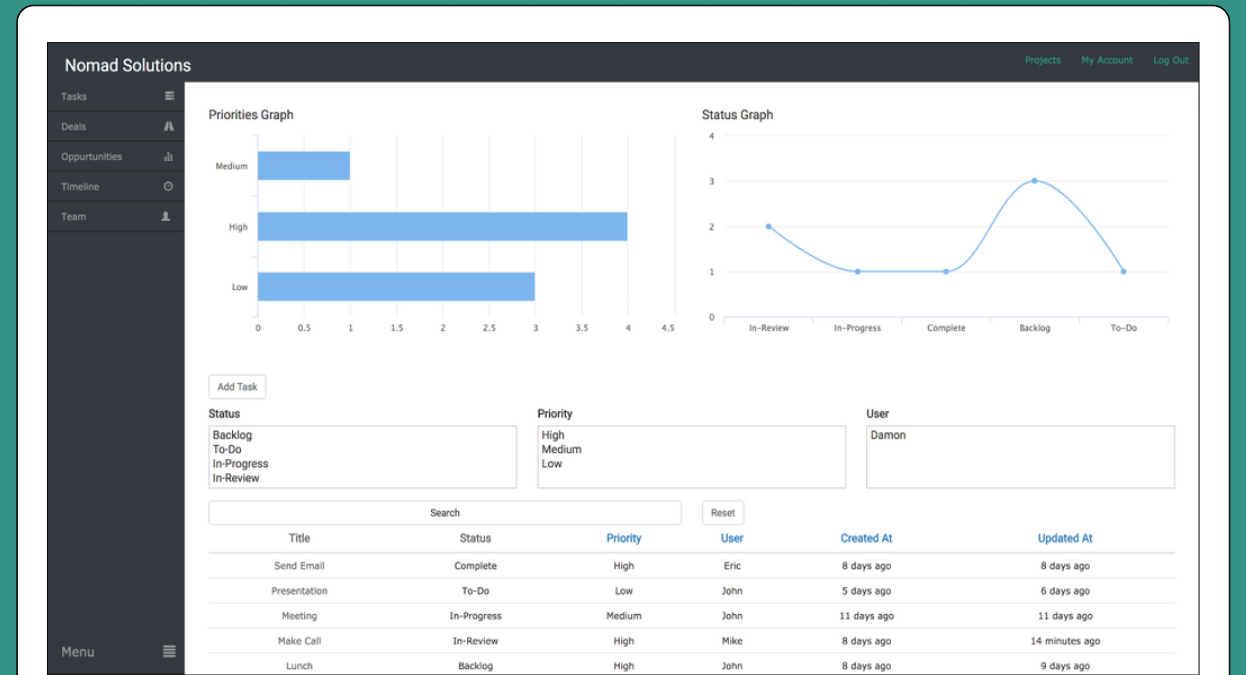 Nomad Solutions
Projects My Account Log Out
Tasks
Deals
Oppurtunities
Timeline
Team
Menu
Priorities Graph
Medium
High
Low
0 0.5 1 1.5 2 2.5 3 3.5 4 4.5
Status Graph
4
3
2
1
0
In-Review In-Progress Complete Backlog To-Do
Add Task
Status
Backlog
To-Do
In-Progress
In-Review
Priority
High
Medium
Low
User
Damon
Search Reset
Title Status Priority User Created At Updated At
Send Email Complete High Eric 8 days ago 8 days ago
Presentation To-Do Low John 5 days ago 6 days ago
Meeting In-Progress Medium John 11 days ago 11 days ago
Make Call In-Review High Mike 8 days ago 14 minutes ago
Lunch Backlog High John 8 days ago 9 days ago